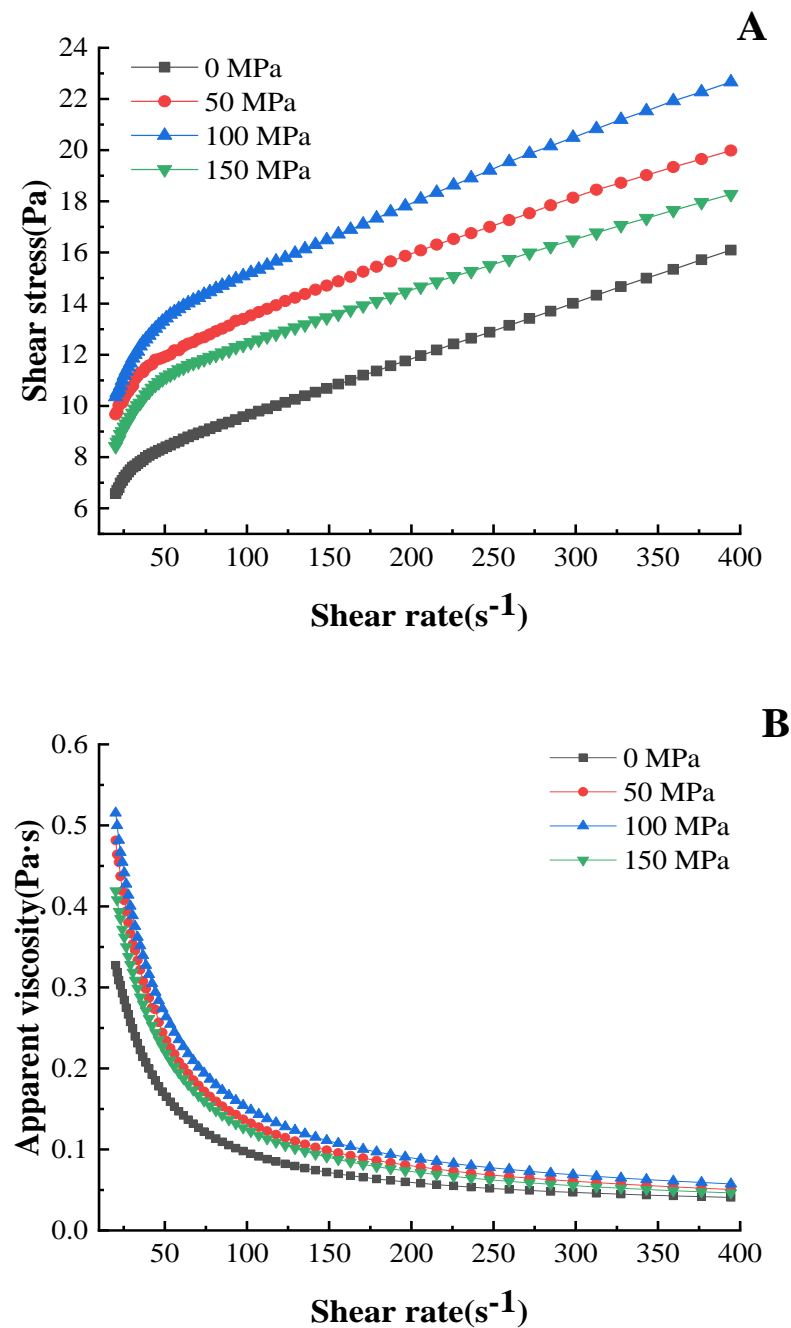 A
24
22
20
18
16
14
12
10
8
6
Shear stress(Pa)
0 MPa
50 MPa
100 MPa
150 MPa
50 100 150 200 250 300 350 400
Shear rate(s-1)
B
0.6
0.5
0.4
0.3
0.2
0.1
0.0
Apparent viscosity(Pa·s)
0 MPa
50 MPa
100 MPa
150 MPa
50 100 150 200 250 300 350 400
Shear rate(s-1)